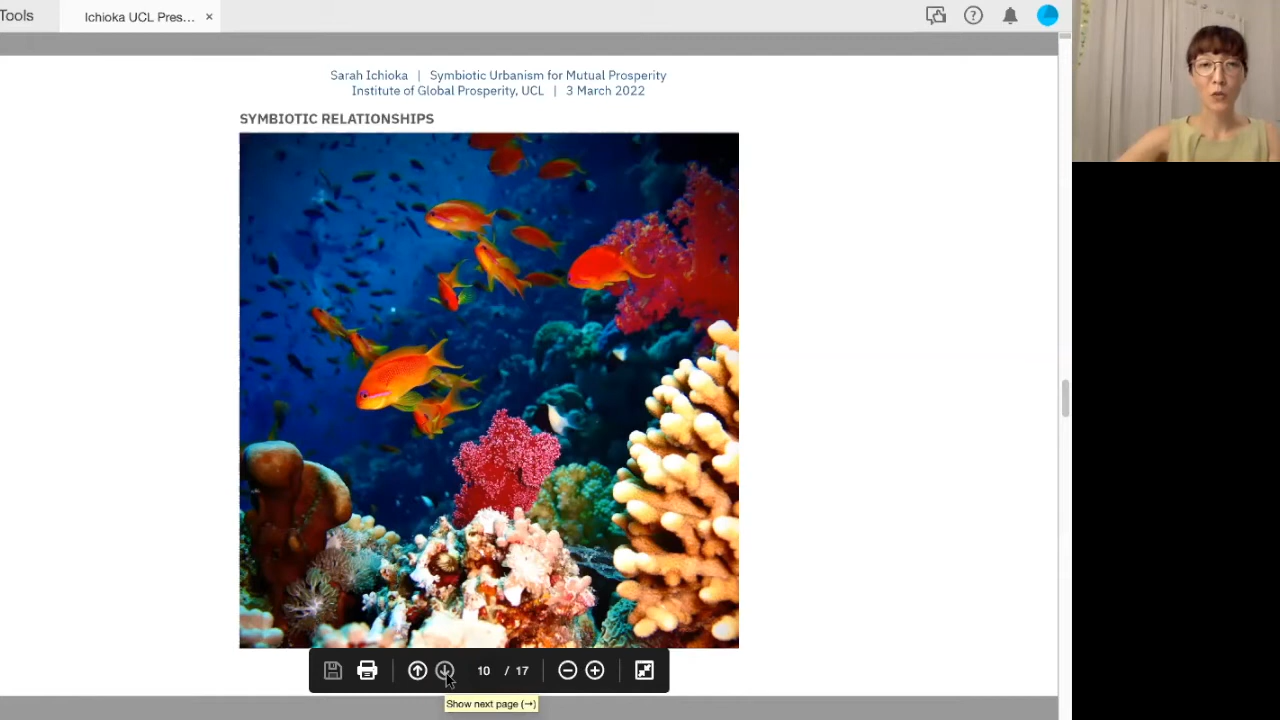 Tools
Ichioka UCL Pres... ×
Sarah Ichioka | Symbiotic Urbanism for Mutual Prosperity
Institute of Global Prosperity, UCL | 3 March 2022
SYMBIOTIC RELATIONSHIPS
10 / 17
Show next page (→)